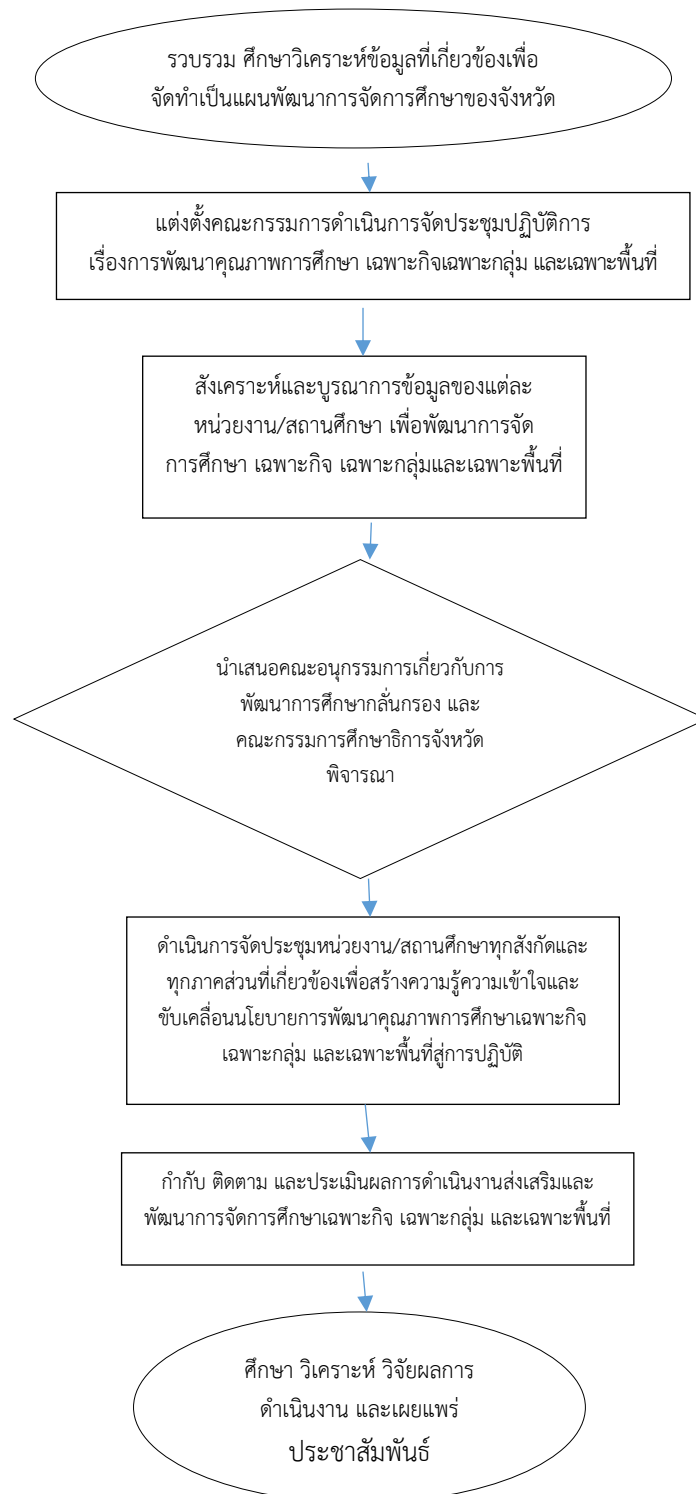 รวบรวม ศึกษาวิเคราะห์ข้อมูลที่เกี่ยวข้องเพื่อ
จัดทำเป็นแผนพัฒนาการจัดการศึกษาของจังหวัด
แต่งตั้งคณะกรรมการดำเนินการจัดประชุมปฏิบัติการ
เรื่องการพัฒนาคุณภาพการศึกษา เฉพาะกิจเฉพาะกลุ่ม และเฉพาะพื้นที่
สังเคราะห์และบูรณาการข้อมูลของแต่ละ
หน่วยงาน/สถานศึกษา เพื่อพัฒนาการจัด
การศึกษา เฉพาะกิจ เฉพาะกลุ่มและเฉพาะพื้นที่
นำเสนอคณะอนุกรรมการเกี่ยวกับการ
พัฒนาการศึกษากลั่นกรอง และ
คณะกรรมการศึกษาธิการจังหวัด
พิจารณา
ดำเนินการจัดประชุมหน่วยงาน/สถานศึกษาทุกสังกัดและ
ทุกภาคส่วนที่เกี่ยวข้องเพื่อสร้างความรู้ความเข้าใจและ
ขับเคลื่อนนโยบายการพัฒนาคุณภาพการศึกษาเฉพาะกิจ
เฉพาะกลุ่ม และเฉพาะพื้นที่สู่การปฏิบัติ
กำกับ ติดตาม และประเมินผลการดำเนินงานส่งเสริมและ
พัฒนาการจัดการศึกษาเฉพาะกิจ เฉพาะกลุ่ม และเฉพาะพื้นที่
ศึกษา วิเคราะห์ วิจัยผลการ
ดำเนินงาน และเผยแพร่
ประชาสัมพันธ์